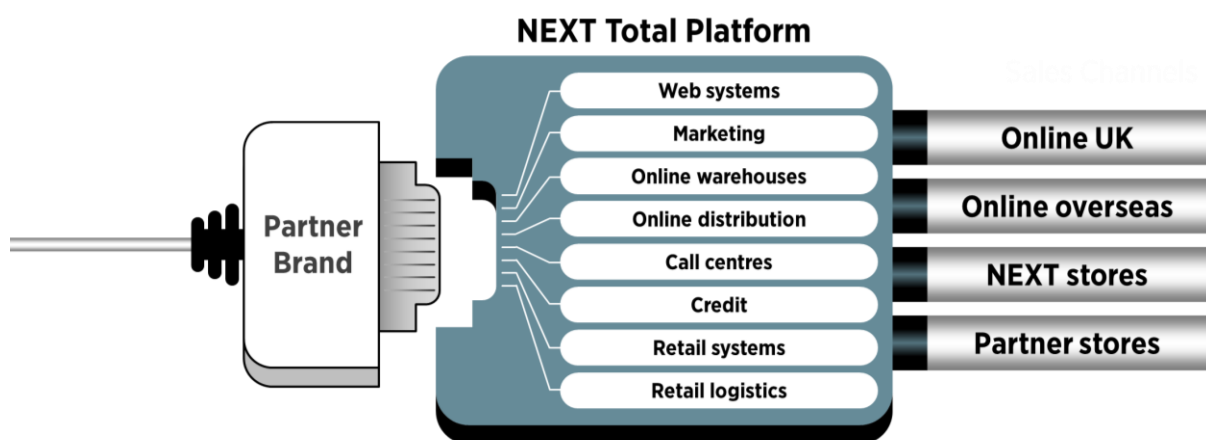 NEXT Total Platform
Sales Channels
Partner
Brand
Web systems
Marketing
Online warehouses
Online distribution
Call centres
Credit
Retail systems
Retail logistics
Online UK
Online overseas
NEXT stores
Partner stores